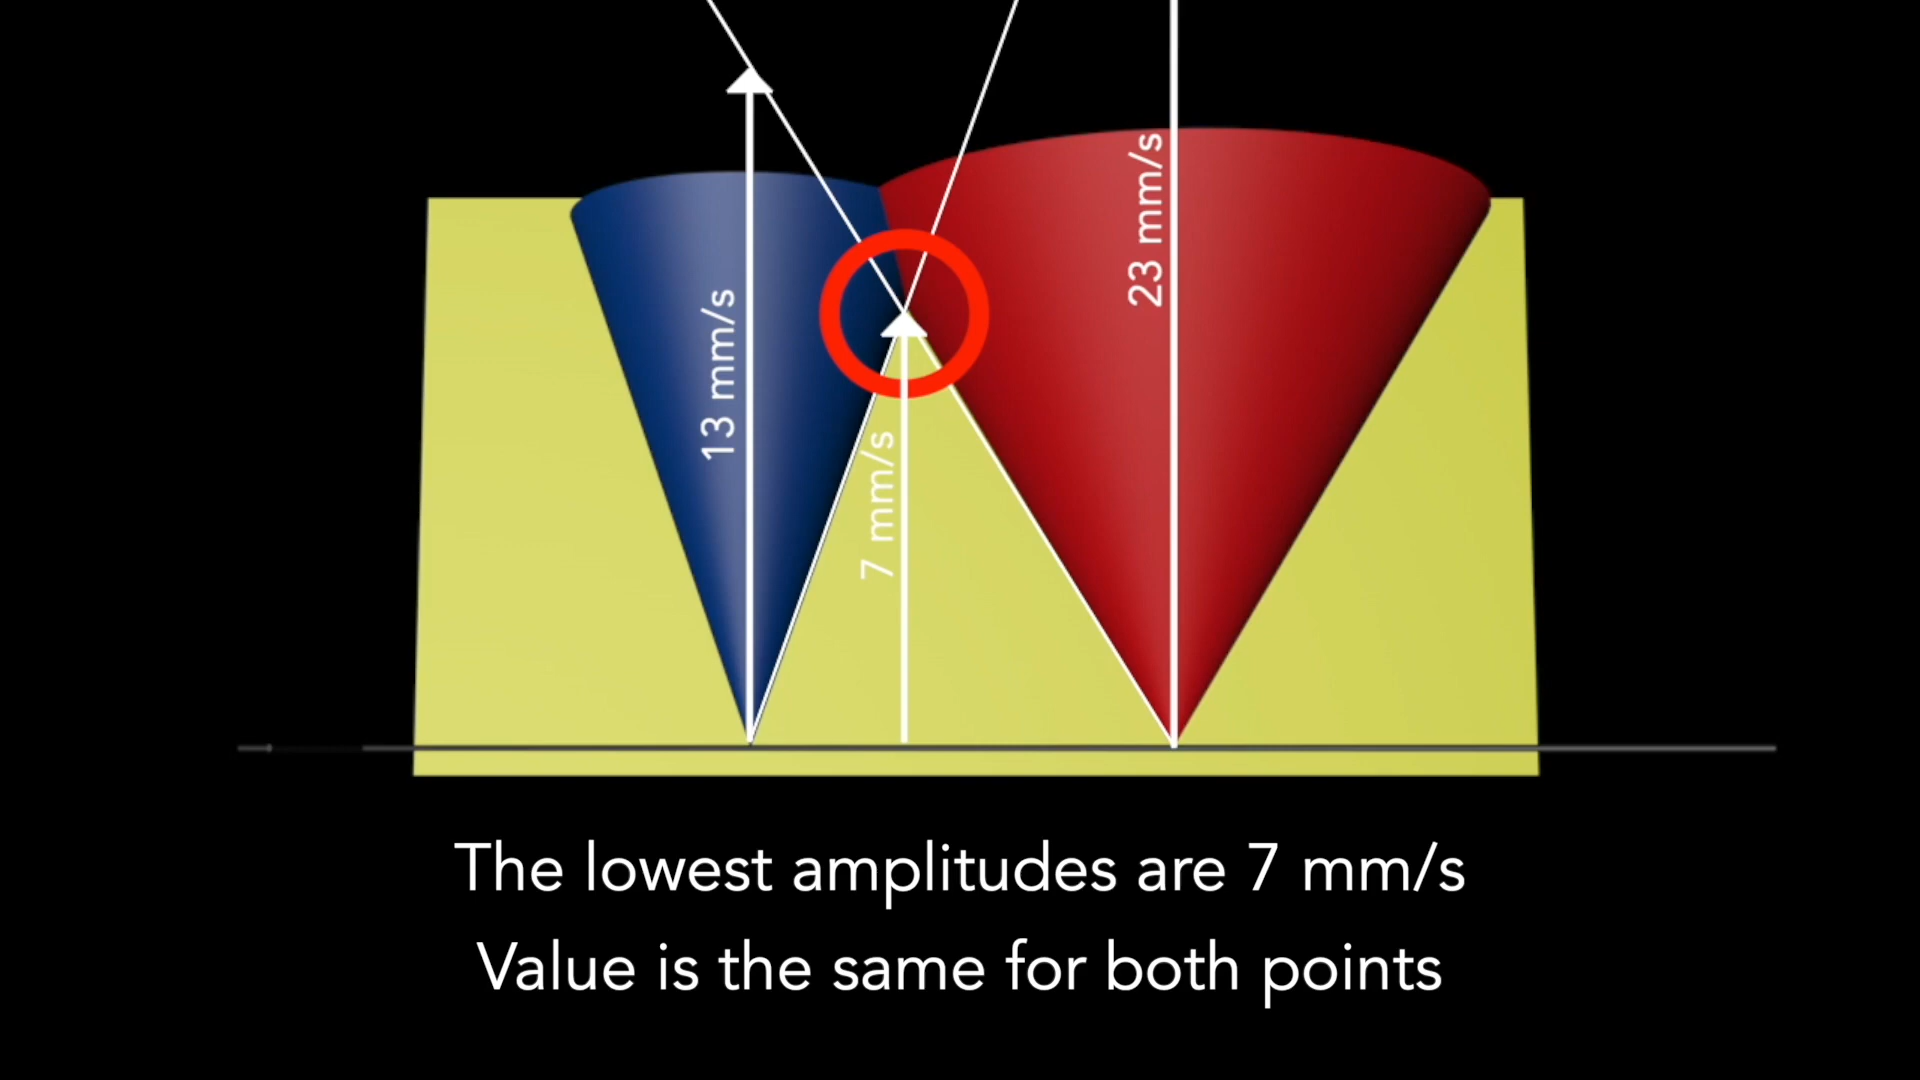 13 mm/s
7 mm/s
23 mm/s
The lowest amplitudes are 7 mm/s
Value is the same for both points